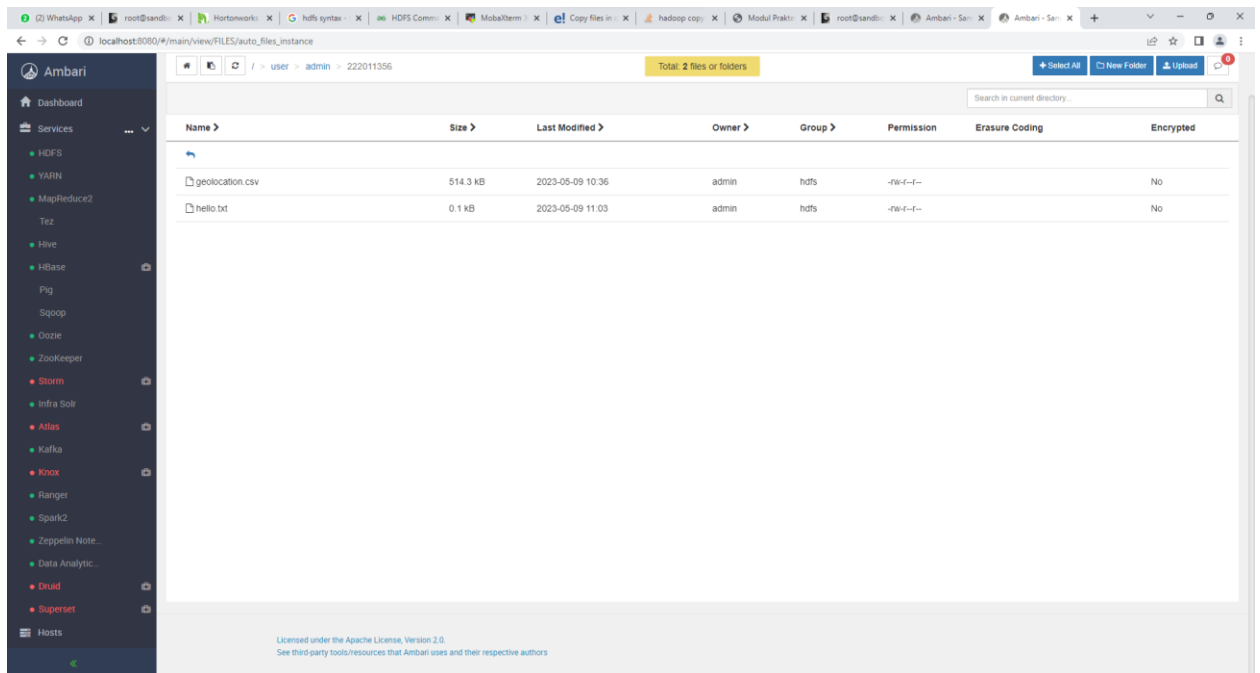 (2) WhatsApp root@sandb Hortonworks hdfs syntax - HDFS Comm MobaXterm Copy files in hadoop copy Modul Prakti root@sandb Ambari - San Ambari - San
localhost:8080/#/main/view/FILES/auto_files_instance
Ambari
/ > user > admin > 222011356
Total: 2 files or folders
+ Select All
New Folder
Upload
0
Search in current directory...
Dashboard
Services ...
HDFS
YARN
MapReduce2
Tez
Hive
HBase
Pig
Sqoop
Oozie
ZooKeeper
Storm
Infra Solr
Atlas
Kafka
Knox
Ranger
Spark2
Zeppelin Note...
Data Analytic...
Druid
Superset
Hosts
«
Name > Size > Last Modified > Owner > Group > Permission Erasure Coding Encrypted
geolocation.csv 514.3 kB 2023-05-09 10:36 admin hdfs -rw-r--r-- No
hello.txt 0.1 kB 2023-05-09 11:03 admin hdfs -rw-r--r-- No
Licensed under the Apache License, Version 2.0.
See third-party tools/resources that Ambari uses and their respective authors